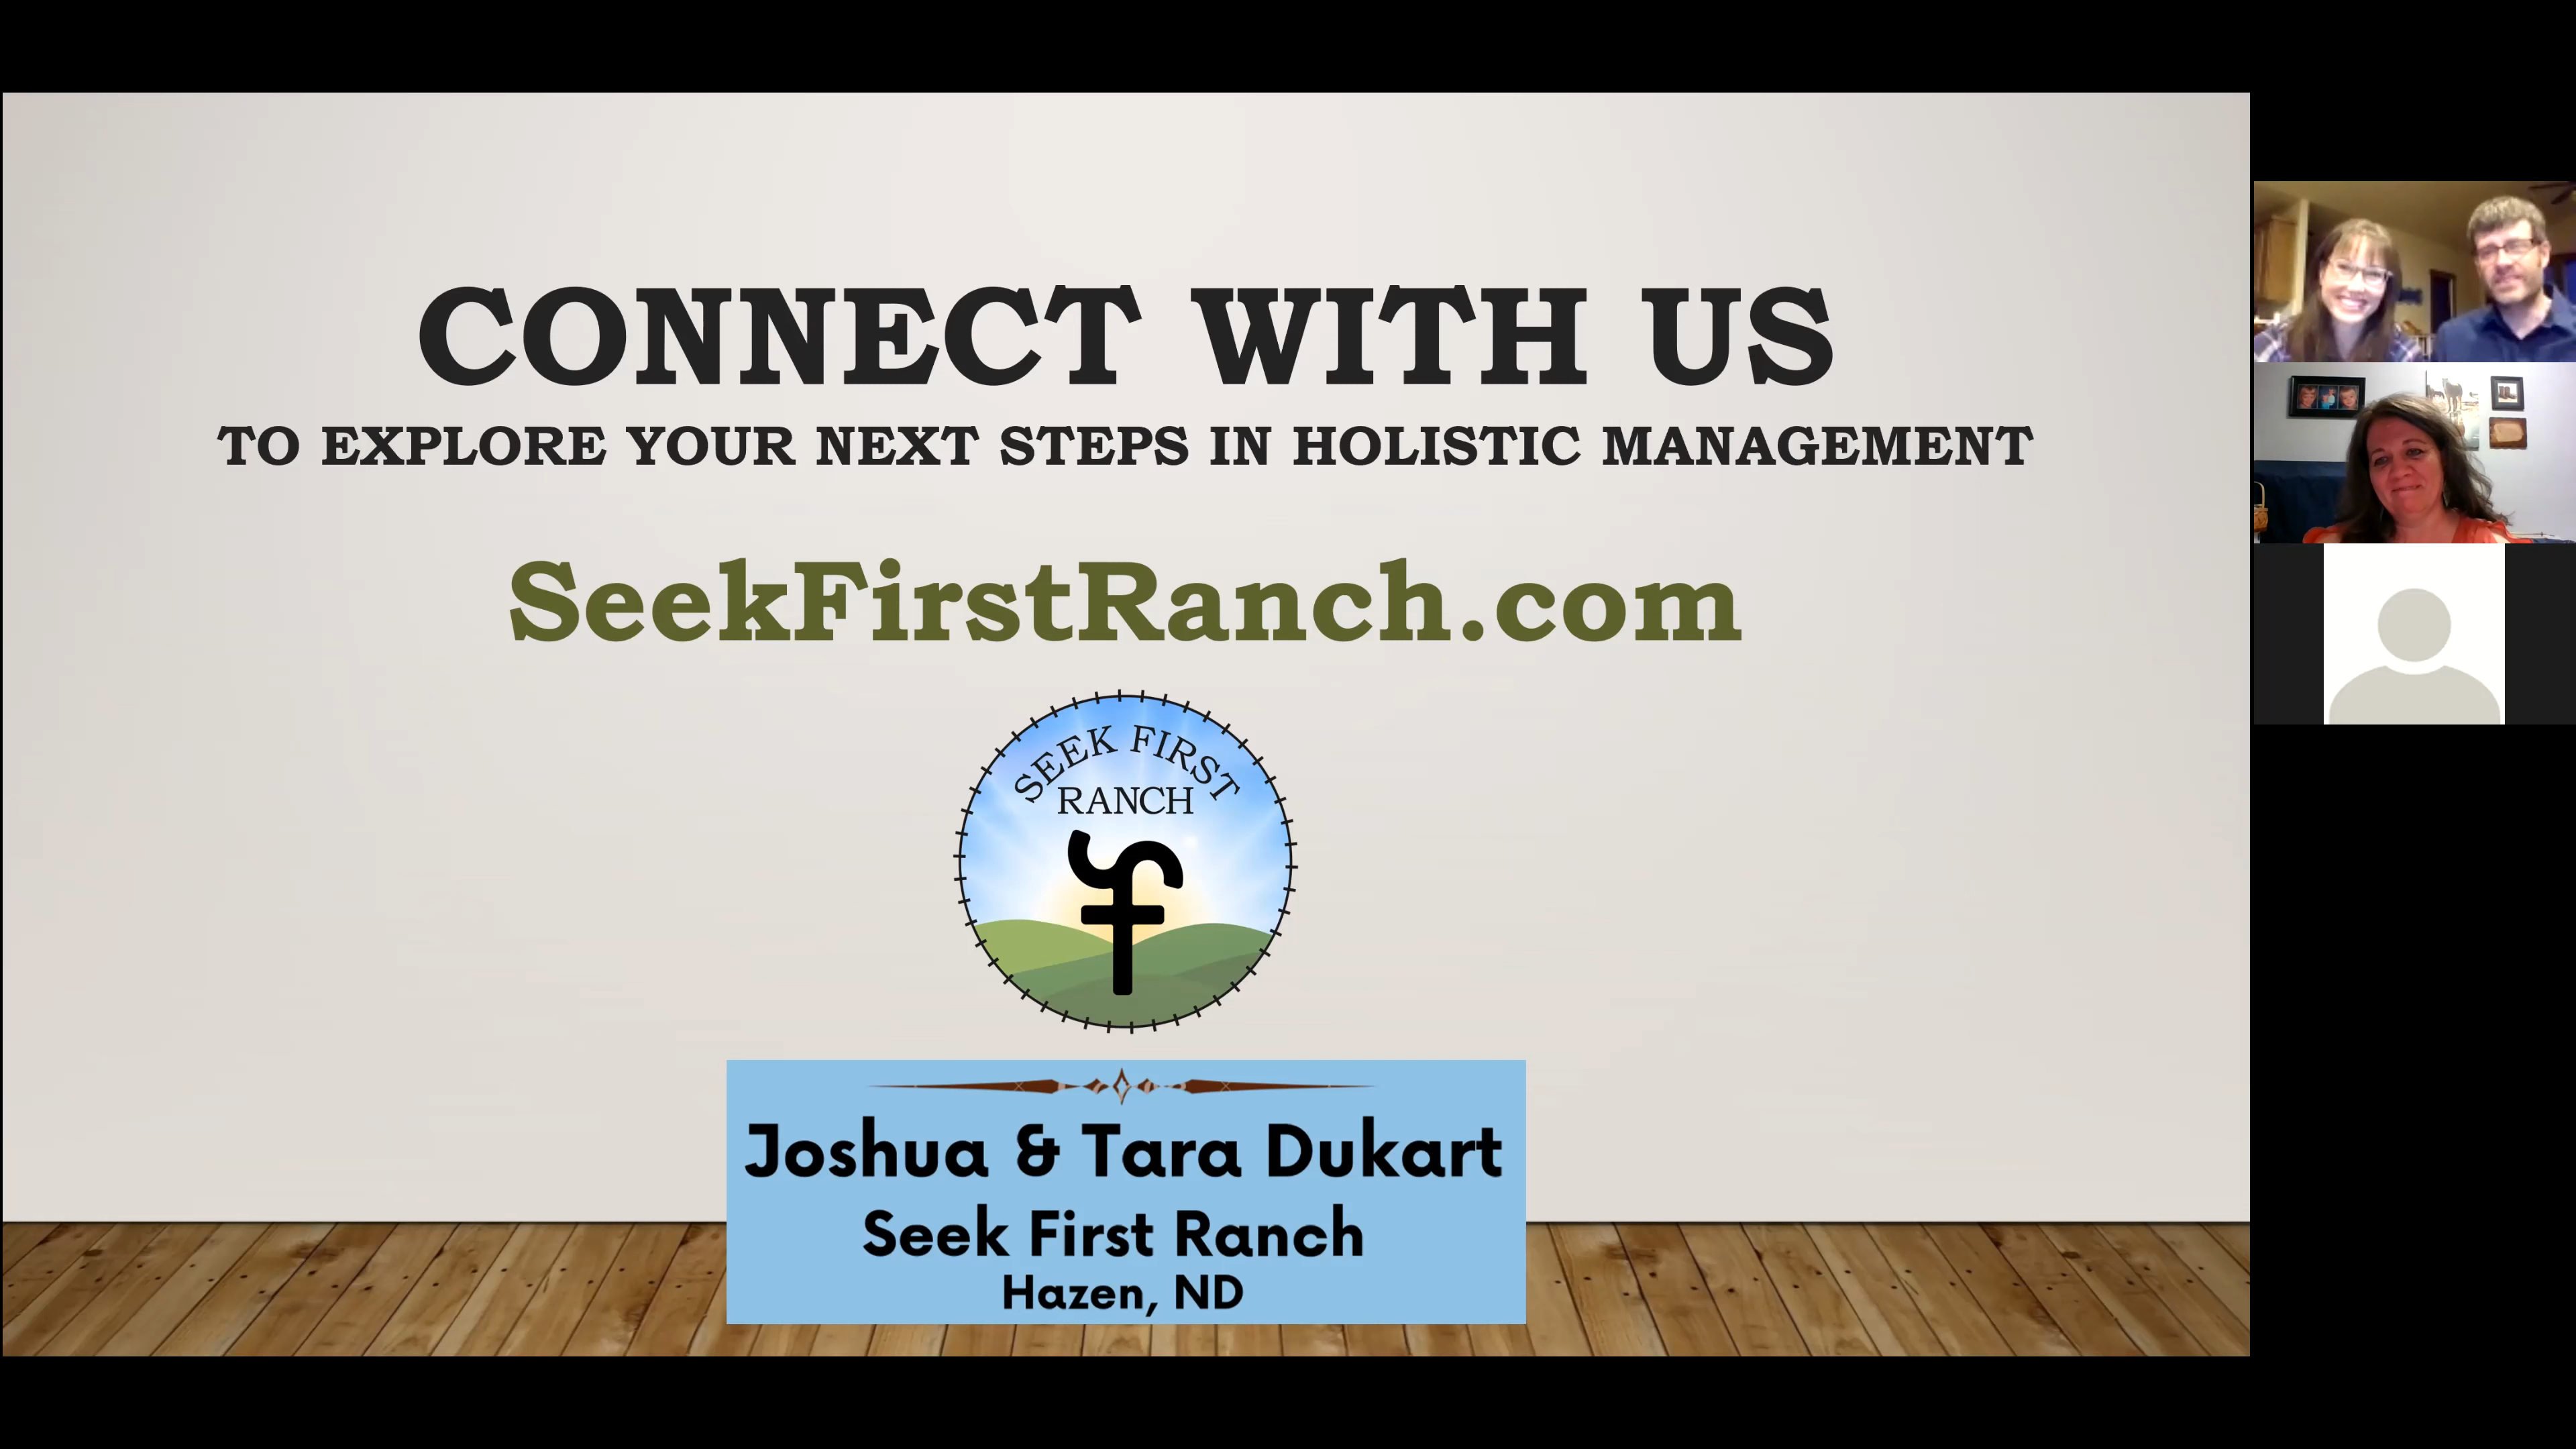 CONNECT WITH US
TO EXPLORE YOUR NEXT STEPS IN HOLISTIC MANAGEMENT
SeekFirstRanch.com
SEEK FIRST
RANCH
Joshua & Tara Dukart
Seek First Ranch
Hazen, ND